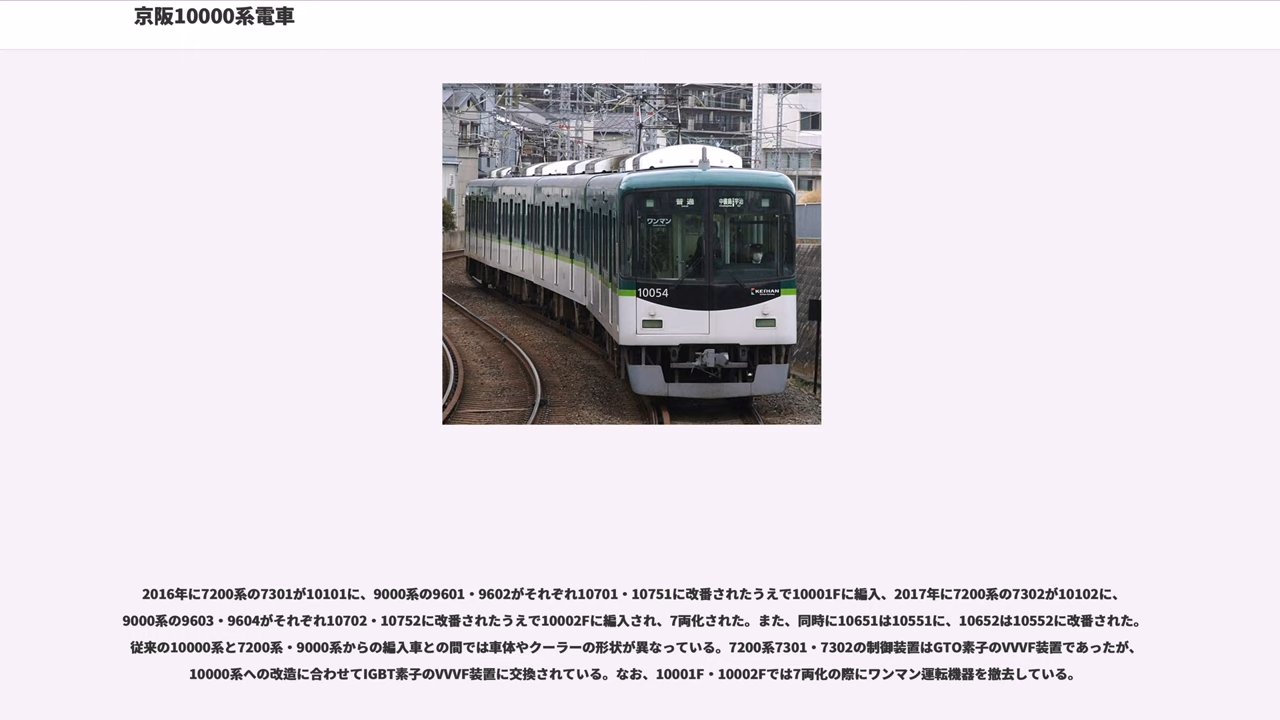 京阪10000系電車
普通
ワンマン
10054
KEIHAN
2016年に7200系の7301が10101に、9000系の9601・9602がそれぞれ10701・10751に改番されたうえで10001Fに編入、2017年に7200系の7302が10102に、
9000系の9603・9604がそれぞれ10702・10752に改番されたうえで10002Fに編入され、7両化された。また、同時に10651は10551に、10652は10552に改番された。
従来の10000系と7200系・9000系からの編入車との間では車体やクーラーの形状が異なっている。7200系7301・7302の制御装置はGTO素子のVVVF装置であったが、
10000系への改造に合わせてIGBT素子のVVVF装置に交換されている。なお、10001F・10002Fでは7両化の際にワンマン運転機器を撤去している。